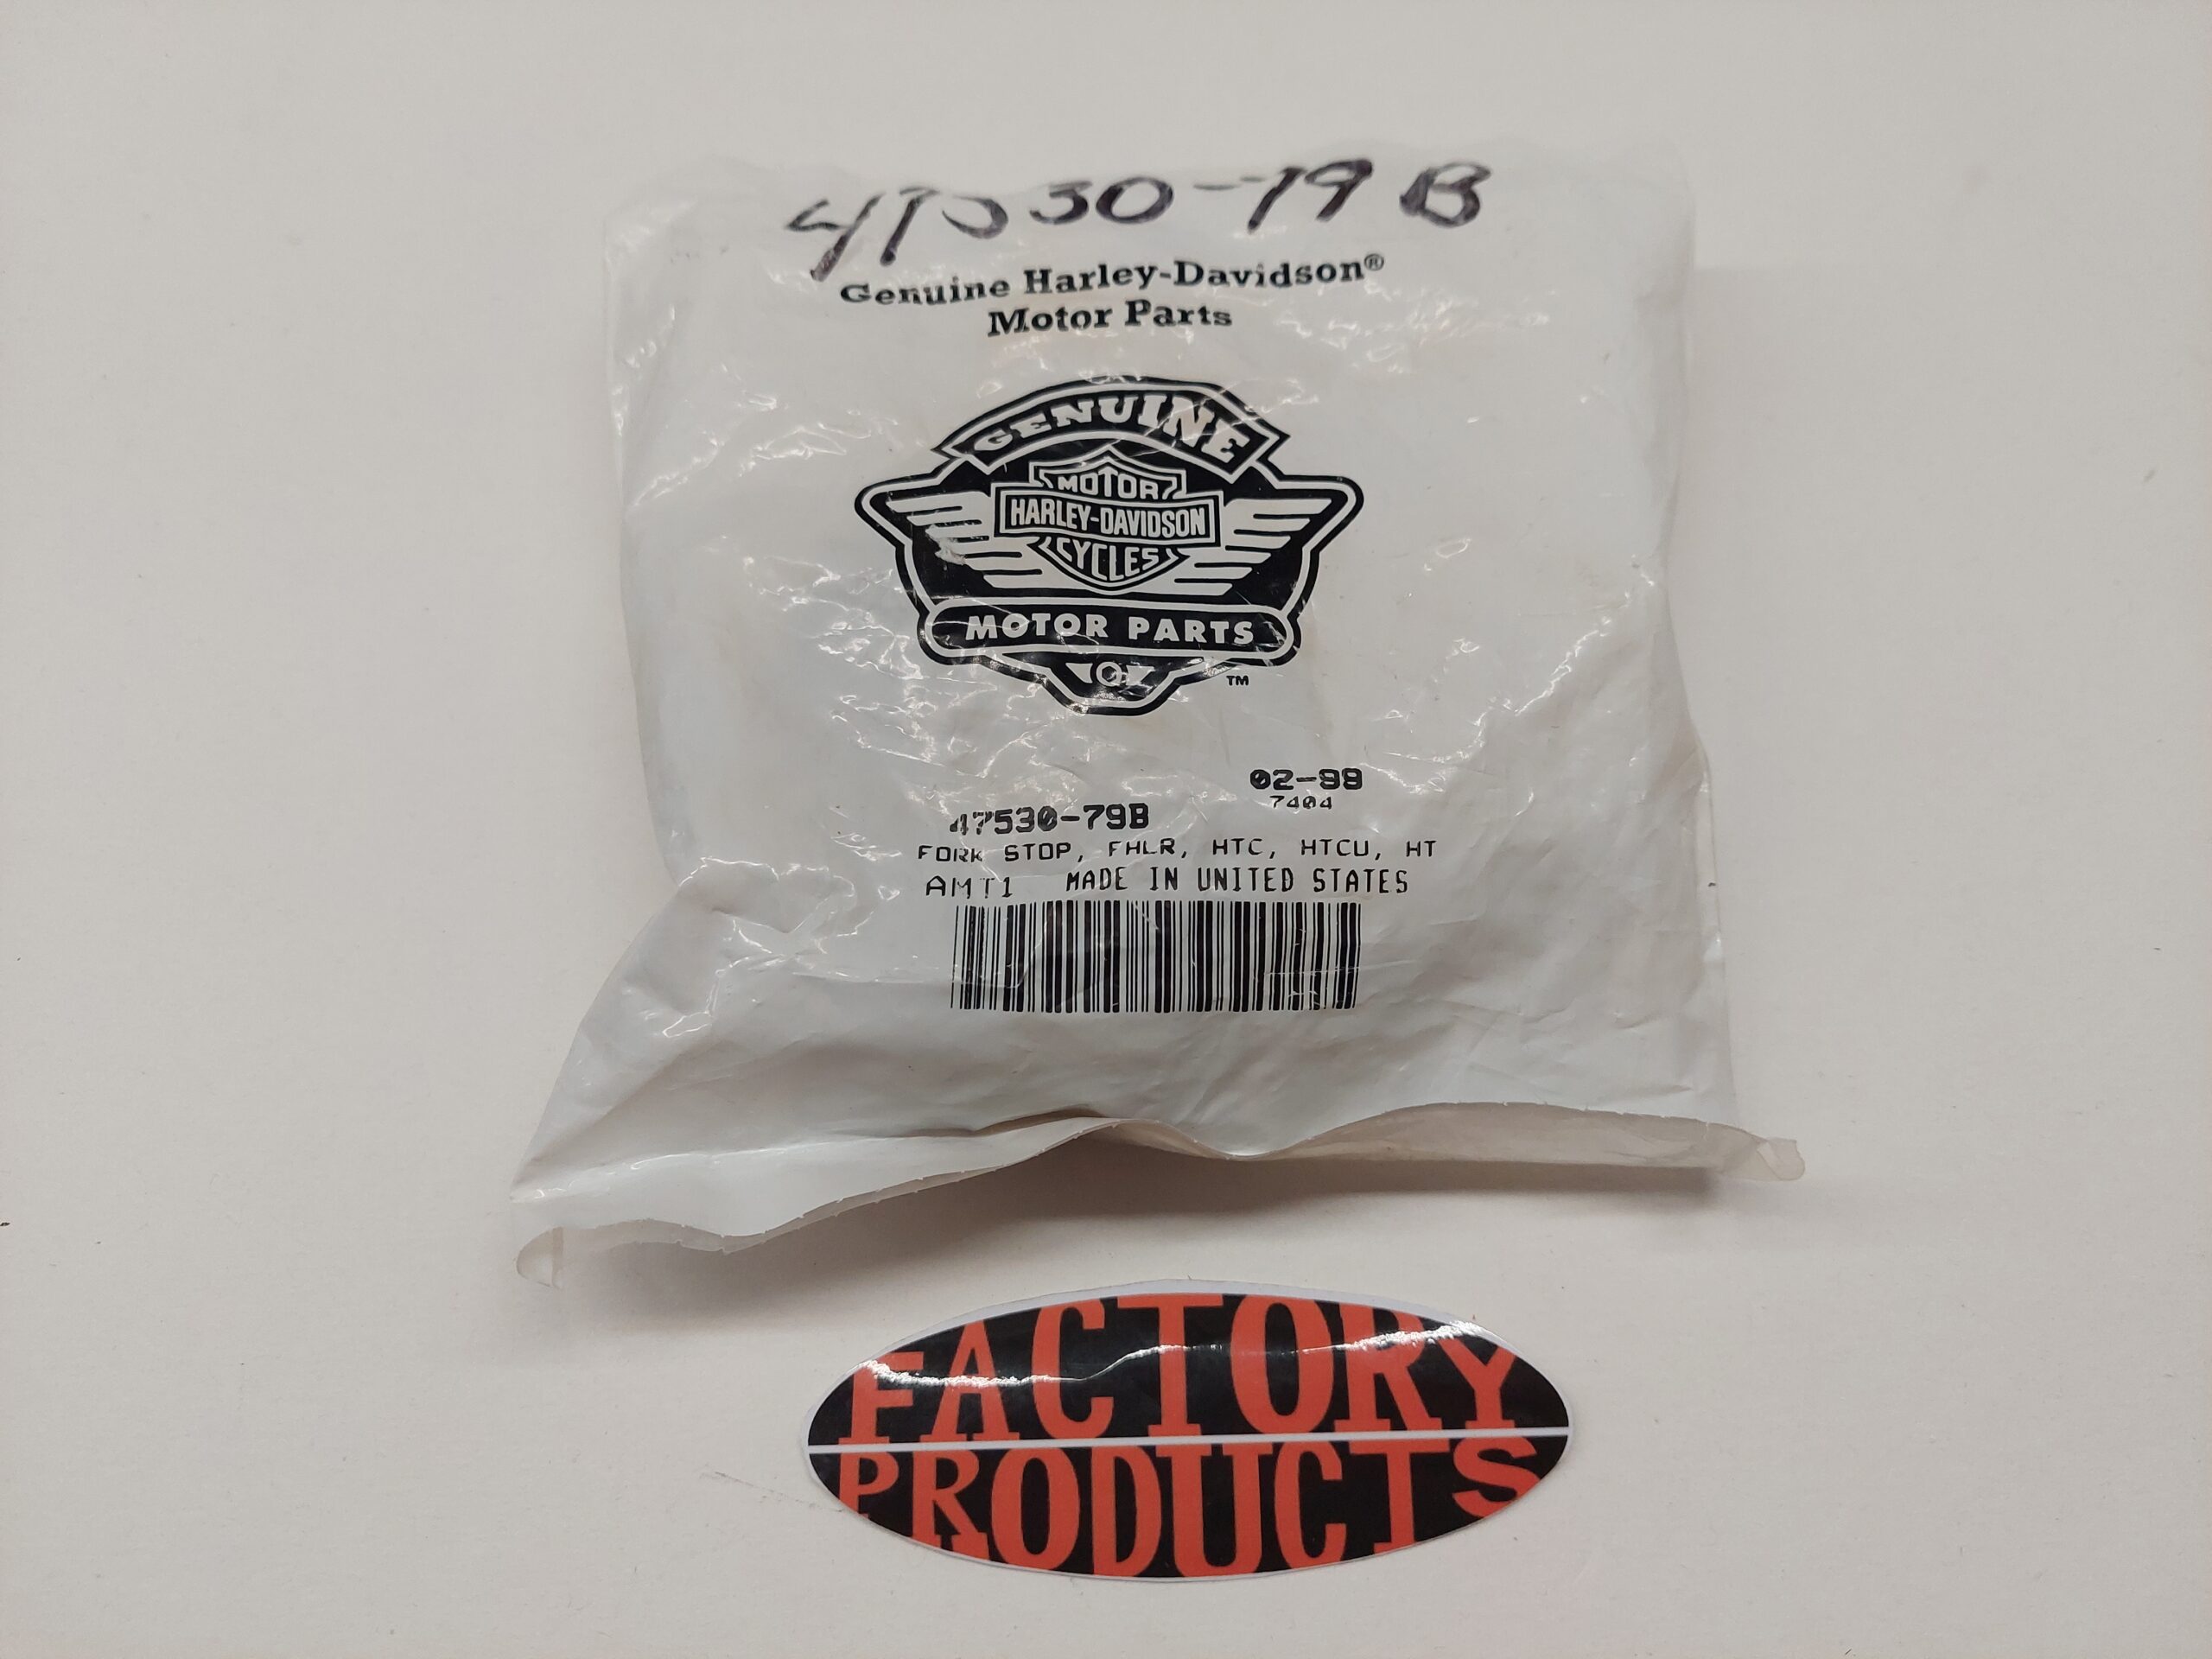 47530-79B
Genuine Harley-Davidson®
Motor Parts
GENUINE
MOTOR
HARLEY-DAVIDSON
CYCLES
MOTOR PARTS
TM
02-99
7404
47530-79B
FORK STOP, FHLR, HTC, HTCU, HT
AMT1 MADE IN UNITED STATES
FACTORY
PRODUCTS